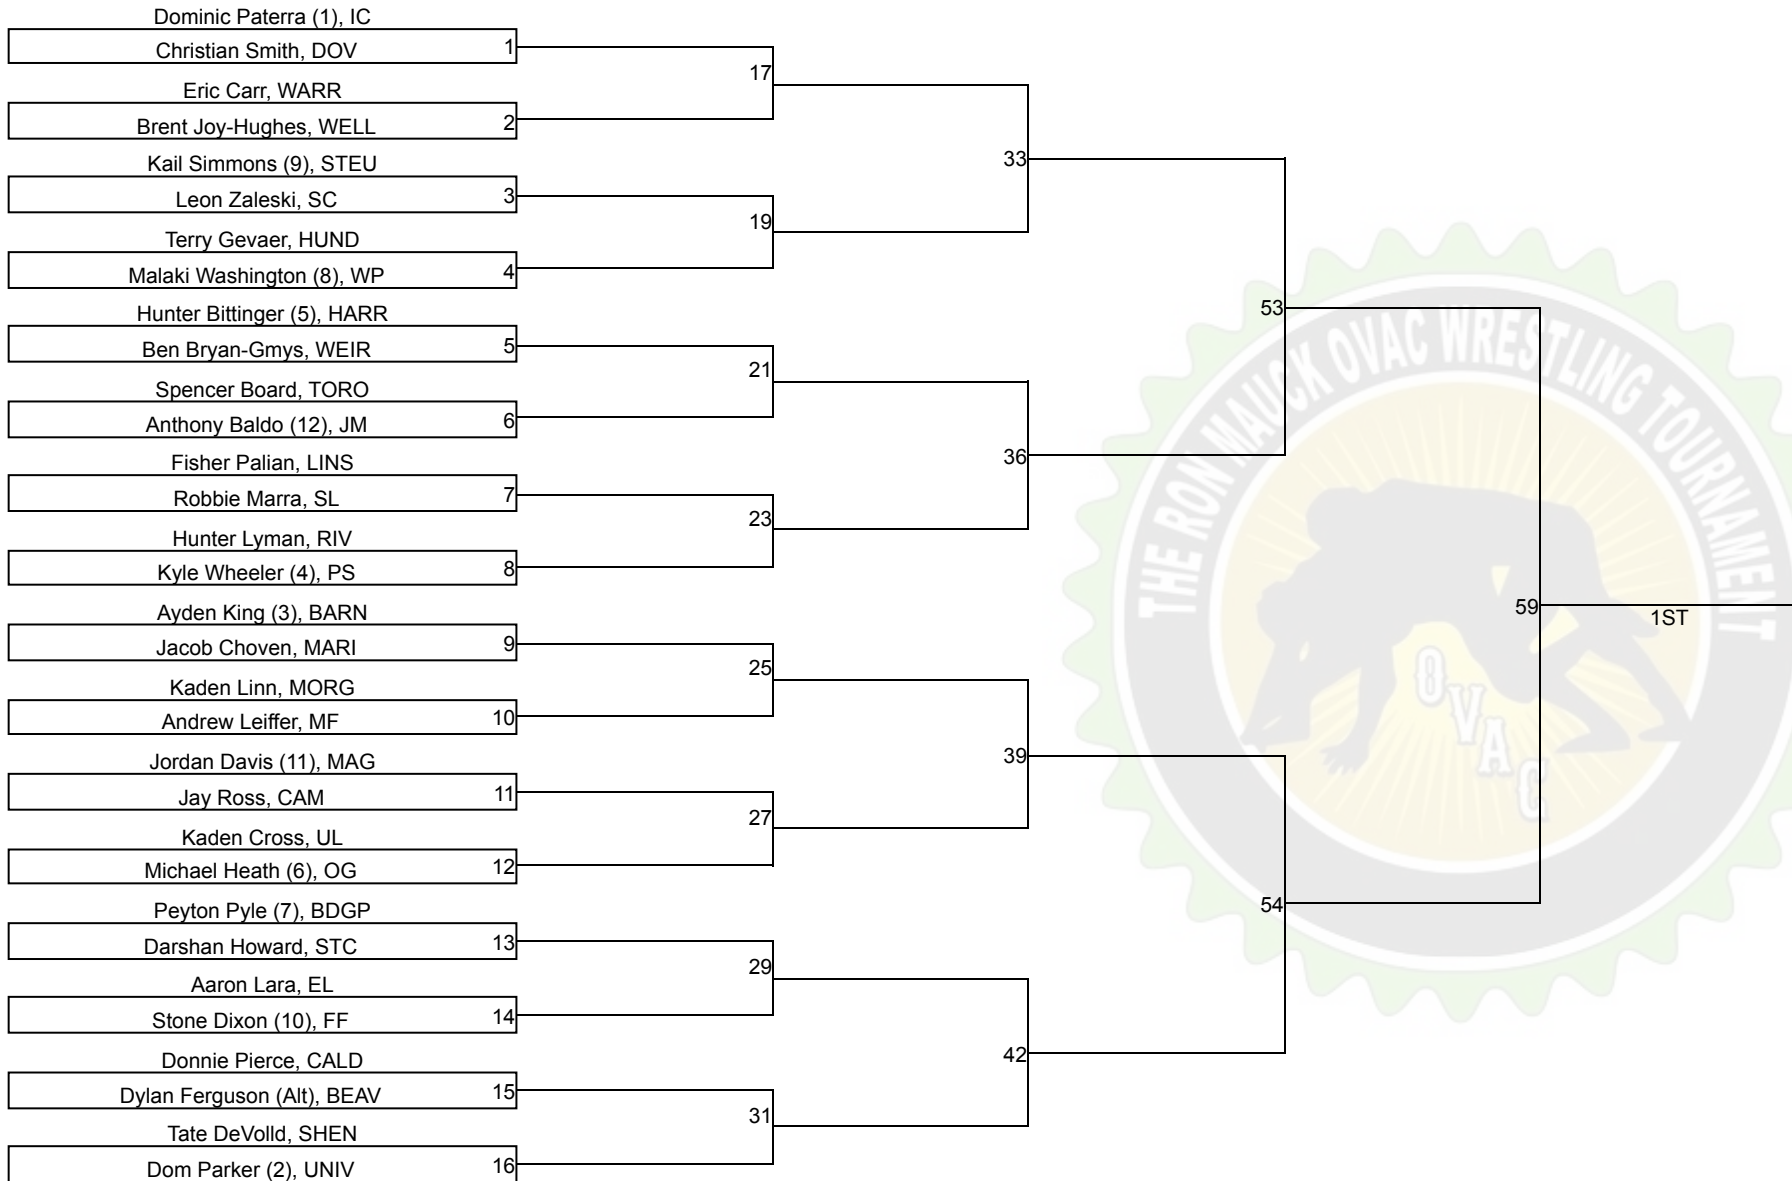 Dominic Paterra (1), IC
Christian Smith, DOV
1
17
Eric Carr, WARR
Brent Joy-Hughes, WELL
2
33
Kail Simmons (9), STEU
Leon Zaleski, SC
3
19
Terry Gevaer, HUND
Malaki Washington (8), WP
4
53
Hunter Bittinger (5), HARR
Ben Bryan-Gmys, WEIR
5
21
Spencer Board, TORO
Anthony Baldo (12), JM
6
36
Fisher Palian, LINS
Robbie Marra, SL
7
23
Hunter Lyman, RIV
Kyle Wheeler (4), PS
8
59
1ST
Ayden King (3), BARN
Jacob Choven, MARI
9
25
Kaden Linn, MORG
Andrew Leiffer, MF
10
39
Jordan Davis (11), MAG
Jay Ross, CAM
11
27
Kaden Cross, UL
Michael Heath (6), OG
12
54
Peyton Pyle (7), BDGP
Darshan Howard, STC
13
29
Aaron Lara, EL
Stone Dixon (10), FF
14
42
Donnie Pierce, CALD
Dylan Ferguson (Alt), BEAV
15
31
Tate DeVolld, SHEN
Dom Parker (2), UNIV
16
THE RON MAUCK OVAC WRESTLING TOURNAMENT
OVAC